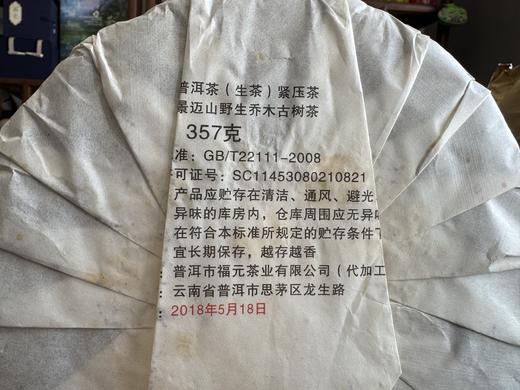 普洱茶（生茶）紧压茶
景迈山野生乔木古树茶
357克
准：GB/T22111-2008
可证号：SC11453080210821
产品应贮存在清洁、通风、避光
异味的库房内，仓库周围应无异味
在符合本标准所规定的贮存条件下
宜长期保存，越存越香
：普洱市福元茶业有限公司（代加工
：云南省普洱市思茅区龙生路
：2018年5月18日